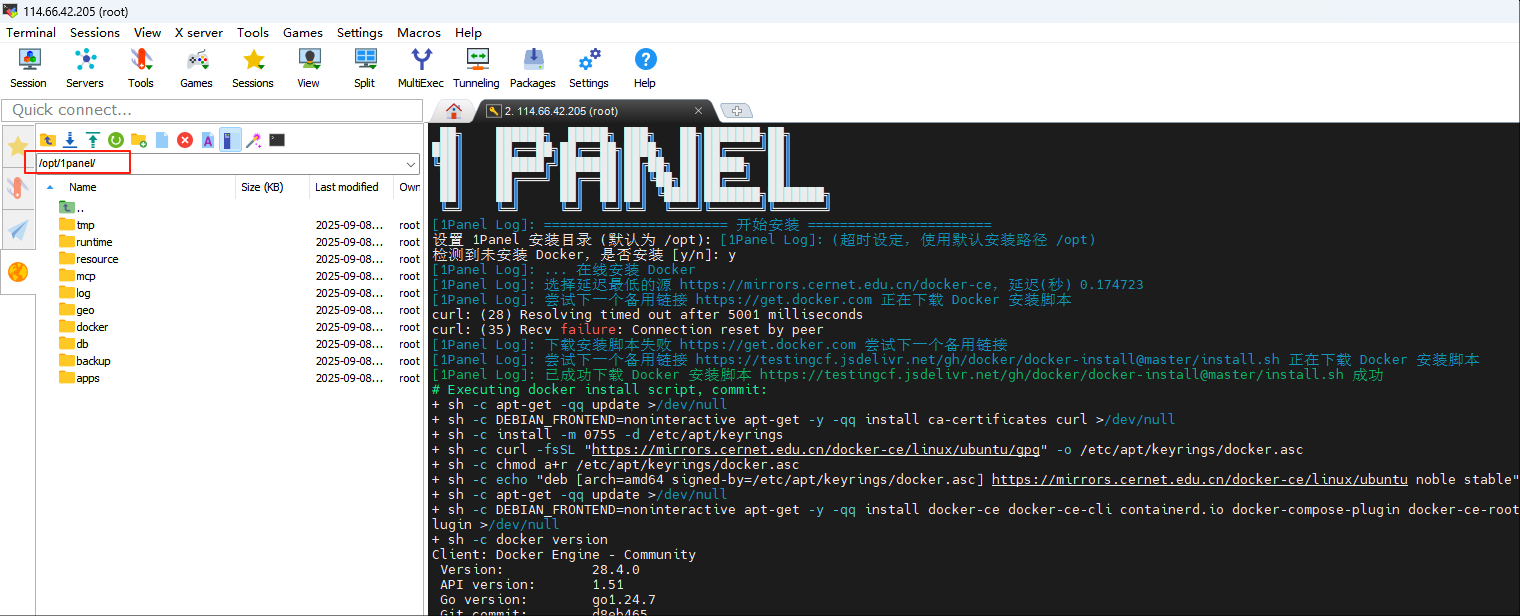 114.66.42.205 (root)
Terminal Sessions View X server Tools Games Settings Macros Help
Session Servers Tools Games Sessions View Split MultiExec Tunneling Packages Settings Help
Quick connect...
2. 114.66.42.205 (root)
/opt/1panel/
Name Size (KB) Last modified Own
..
tmp 2025-09-08... root
runtime 2025-09-08... root
resource 2025-09-08... root
mcp 2025-09-08... root
log 2025-09-08... root
geo 2025-09-08... root
docker 2025-09-08... root
db 2025-09-08... root
backup 2025-09-08... root
apps 2025-09-08... root
1PANEL
[1Panel Log]: ======================= 开始安装 =======================
设置 1Panel 安装目录 (默认为 /opt): [1Panel Log]: (超时设定，使用默认安装路径 /opt)
检测到未安装 Docker，是否安装 [y/n]: y
[1Panel Log]: ... 在线安装 Docker
[1Panel Log]: 选择延迟最低的源 https://mirrors.cernet.edu.cn/docker-ce，延迟(秒) 0.174723
[1Panel Log]: 尝试下一个备用链接 https://get.docker.com 正在下载 Docker 安装脚本
curl: (28) Resolving timed out after 5001 milliseconds
curl: (35) Recv failure: Connection reset by peer
[1Panel Log]: 下载安装脚本失败 https://get.docker.com 尝试下一个备用链接
[1Panel Log]: 尝试下一个备用链接 https://testingcf.jsdelivr.net/gh/docker/docker-install@master/install.sh 正在下载 Docker 安装脚本
[1Panel Log]: 已成功下载 Docker 安装脚本 https://testingcf.jsdelivr.net/gh/docker/docker-install@master/install.sh 成功
# Executing docker install script, commit:
+ sh -c apt-get -qq update >/dev/null
+ sh -c DEBIAN_FRONTEND=noninteractive apt-get -y -qq install ca-certificates curl >/dev/null
+ sh -c install -m 0755 -d /etc/apt/keyrings
+ sh -c curl -fsSL "https://mirrors.cernet.edu.cn/docker-ce/linux/ubuntu/gpg" -o /etc/apt/keyrings/docker.asc
+ sh -c chmod a+r /etc/apt/keyrings/docker.asc
+ sh -c echo "deb [arch=amd64 signed-by=/etc/apt/keyrings/docker.asc] https://mirrors.cernet.edu.cn/docker-ce/linux/ubuntu noble stable"
+ sh -c apt-get -qq update >/dev/null
+ sh -c DEBIAN_FRONTEND=noninteractive apt-get -y -qq install docker-ce docker-ce-cli containerd.io docker-compose-plugin docker-ce-root
lugin >/dev/null
+ sh -c docker version
Client: Docker Engine - Community
Version: 28.4.0
API version: 1.51
Go version: go1.24.7
Git commit: d8eb465